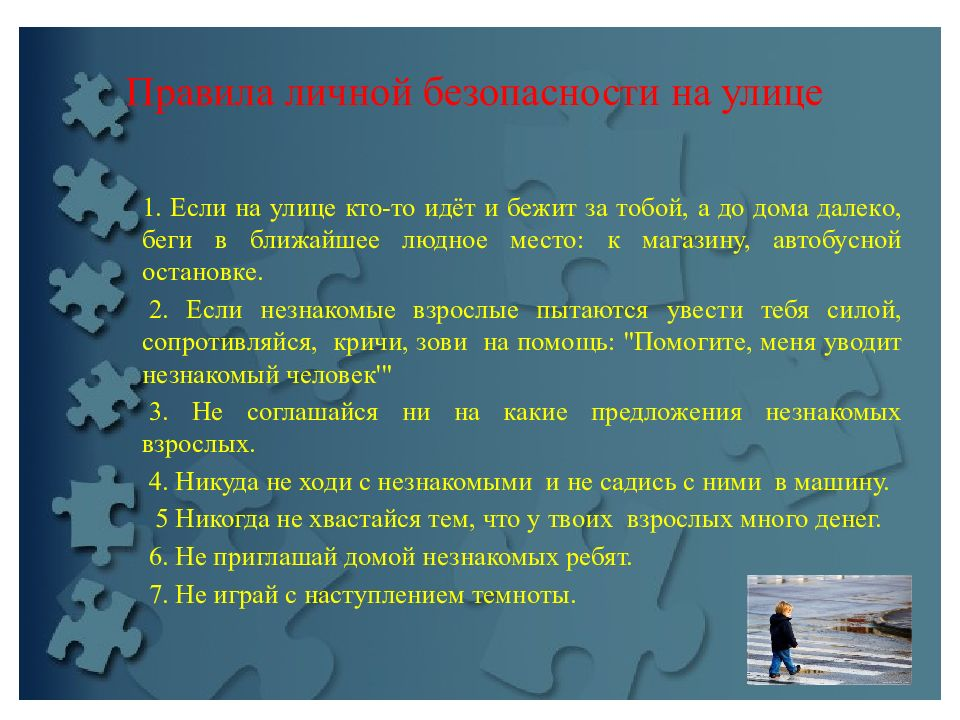 Правила личной безопасности на улице
1. Если на улице кто-то идёт и бежит за тобой, а до дома далеко,
беги в ближайшее людное место: к магазину, автобусной
остановке.
2. Если незнакомые взрослые пытаются увести тебя силой,
сопротивляйся, кричи, зови на помощь: "Помогите, меня уводит
незнакомый человек'"
3. Не соглашайся ни на какие предложения незнакомых
взрослых.
4. Никуда не ходи с незнакомыми и не садись с ними в машину.
5 Никогда не хвастайся тем, что у твоих взрослых много денег.
6. Не приглашай домой незнакомых ребят.
7. Не играй с наступлением темноты.